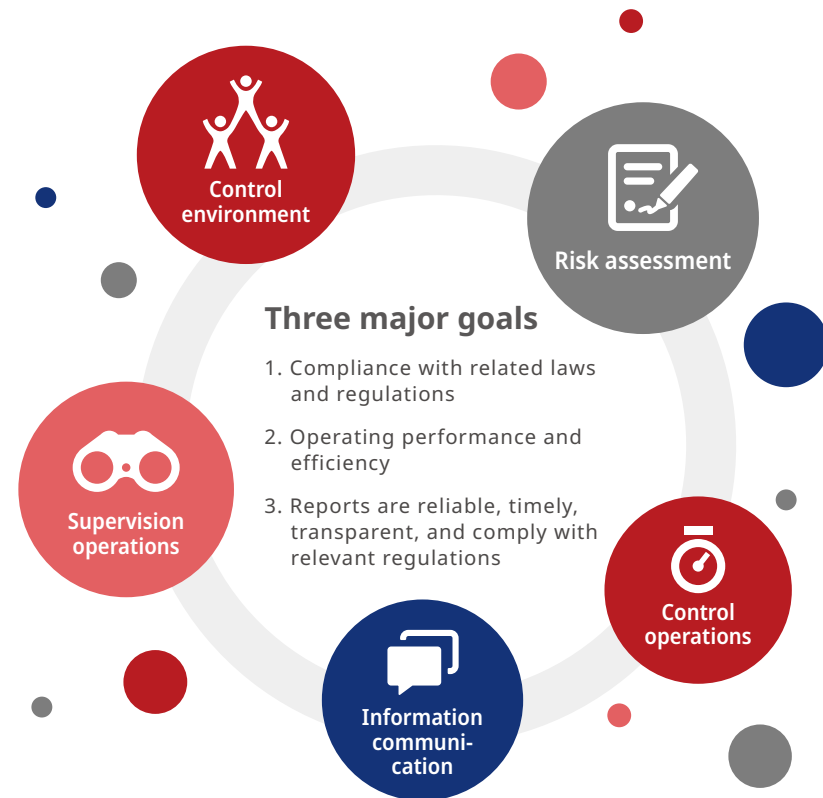 Control
environment
Risk assessment
Three major goals
1. Compliance with related laws
and regulations
2. Operating performance and
efficiency
3. Reports are reliable, timely,
transparent, and comply with
relevant regulations
Supervision
operations
Control
operations
Information
communi-
cation